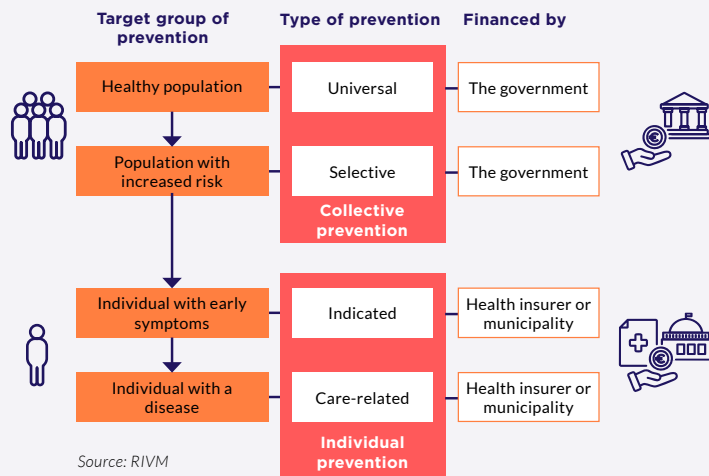 Target group of
prevention
Type of prevention
Financed by
Healthy population
Universal
The government
Population with
increased risk
Selective
The government
Collective
prevention
Individual with early
symptoms
Indicated
Health insurer or
municipality
Individual with a
disease
Care-related
Health insurer or
municipality
Individual
prevention
Source: RIVM